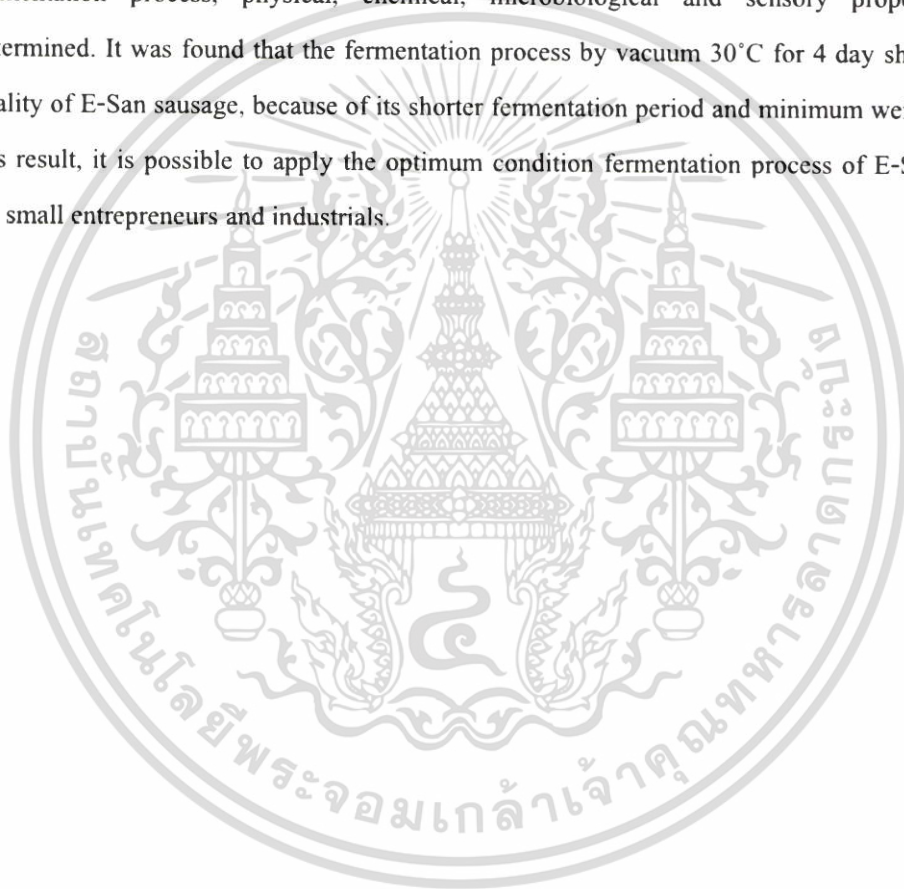 process, physical, chemical, microbiological and sensory
termined. It was found that the fermentation process by vacuum 30°C for 4 day sh
ality of E-San sausage, because of its shorter fermentation period and minimum we
s result, it is possible to apply the optimum condition fermentation process of E-S
small entrepreneurs and industrials.
สถาบันเทคโนโลยีพระจอมเกล้าเจ้าคุณทหารลาดกระบัง